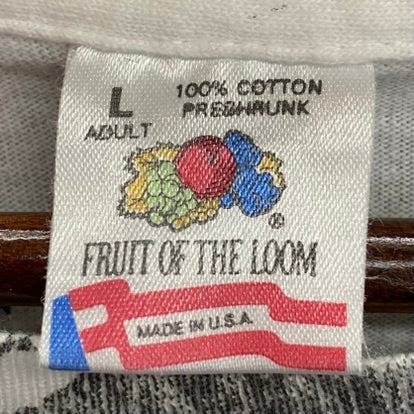 L 100% COTTON
ADULT PRESHRUNK
®
FRUIT OF THE LOOM
MADE IN U.S.A.